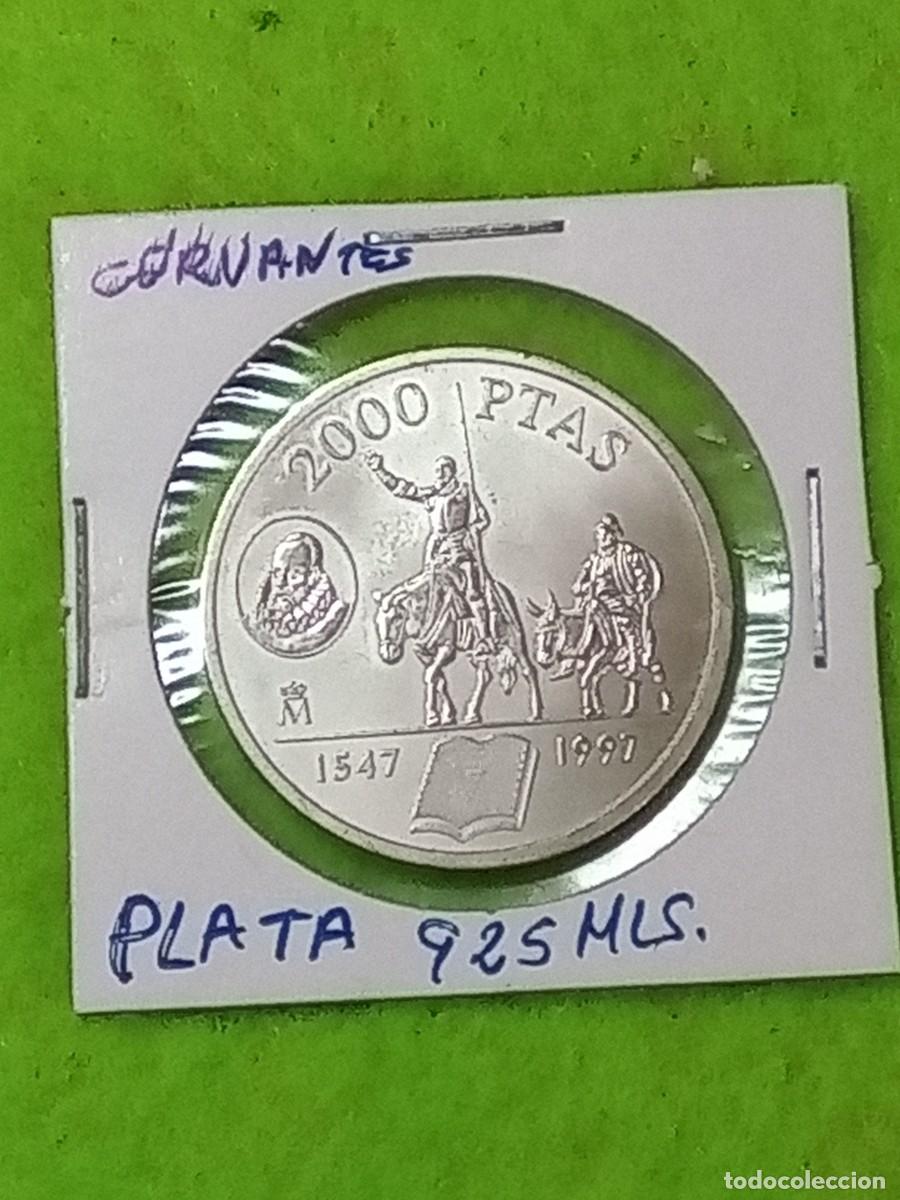 CERVANTES
2000 PTAS
M
1547 1997
PLATA 925 MLS.
todocoleccion